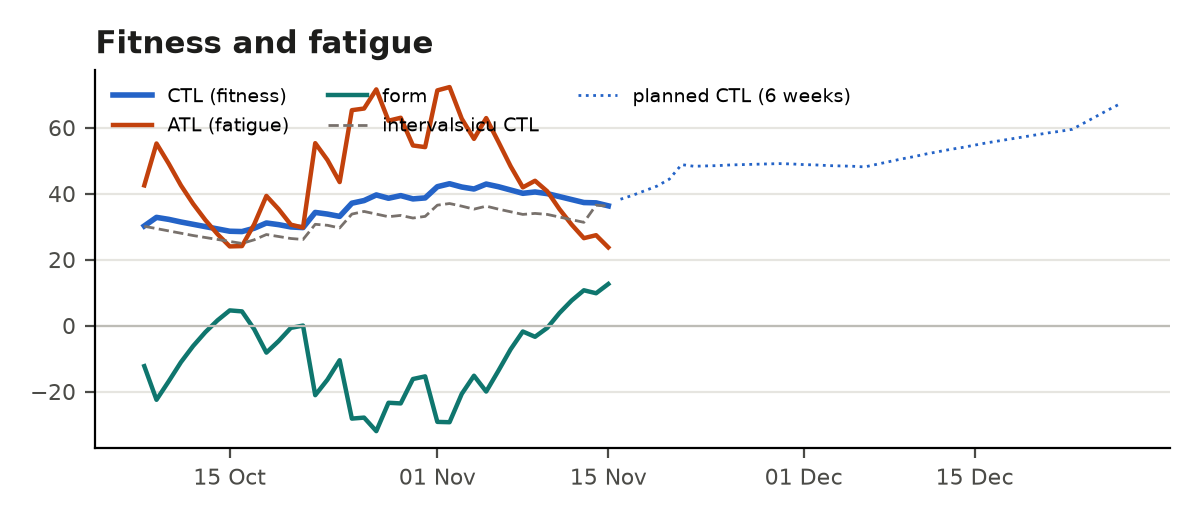 Fitness and fatigue
CTL (fitness) form planned CTL (6 weeks)
ATL (fatigue) intervals.icu CTL
60
40
20
0
−20
15 Oct 01 Nov 15 Nov 01 Dec 15 Dec